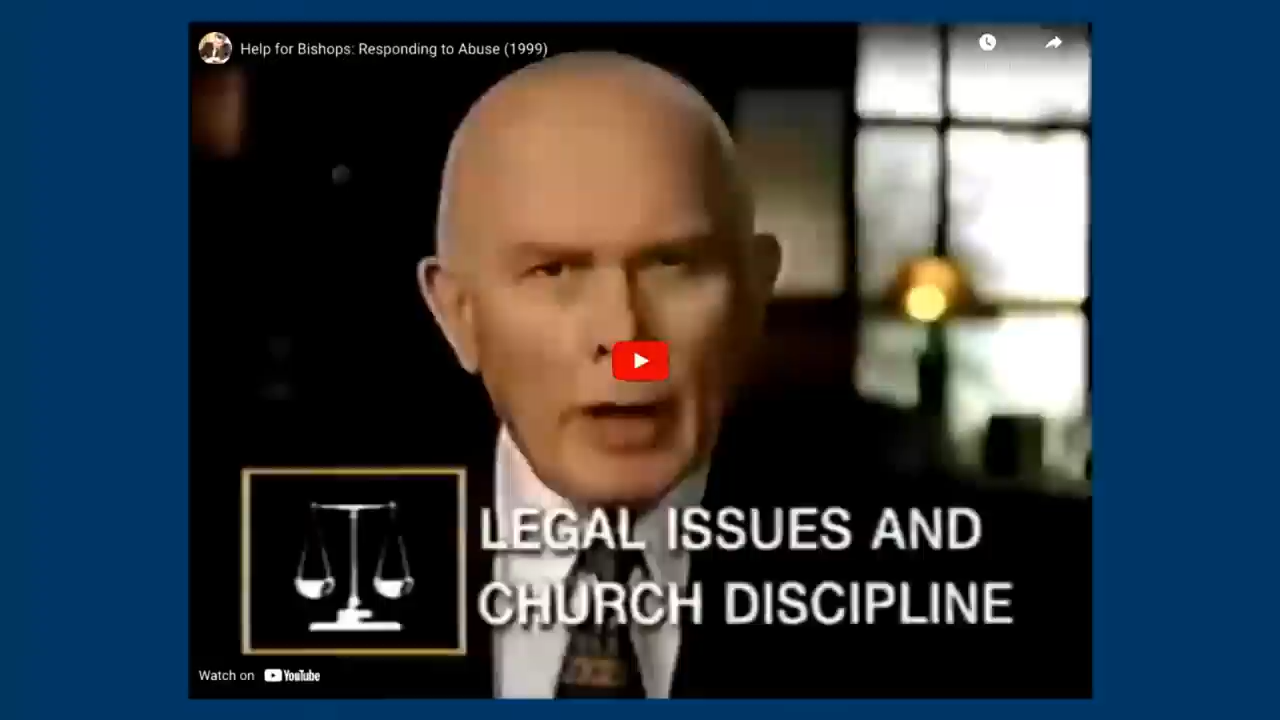 Help for Bishops: Responding to Abuse (1999)
LEGAL ISSUES AND
CHURCH DISCIPLINE
Watch on YouTube